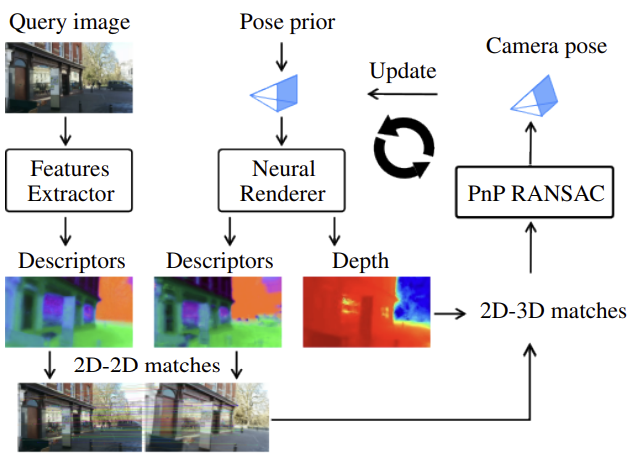 Query image
Pose prior
Camera pose
Update
Features
Extractor
Neural
Renderer
PnP RANSAC
Descriptors
Descriptors
Depth
2D-3D matches
2D-2D matches